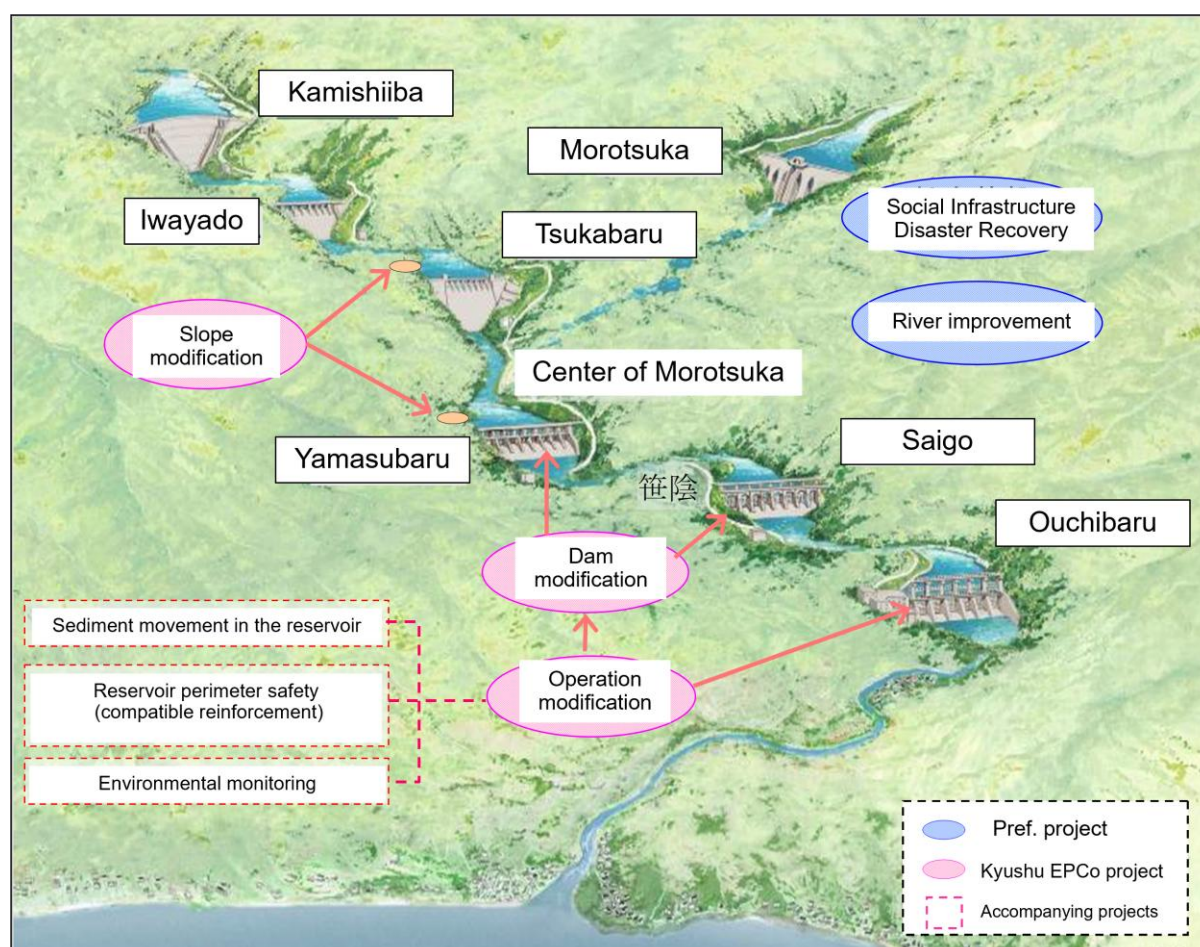 Kamishiiba
Morotsuka
Iwayado
Tsukabaru
Social Infrastructure
Disaster Recovery
River improvement
Slope
modification
Center of Morotsuka
Yamasubaru
Saigo
笹陰
Ouchibaru
Dam
modification
Sediment movement in the reservoir
Reservoir perimeter safety
(compatible reinforcement)
Environmental monitoring
Operation
modification
Pref. project
Kyushu EPCo project
Accompanying projects